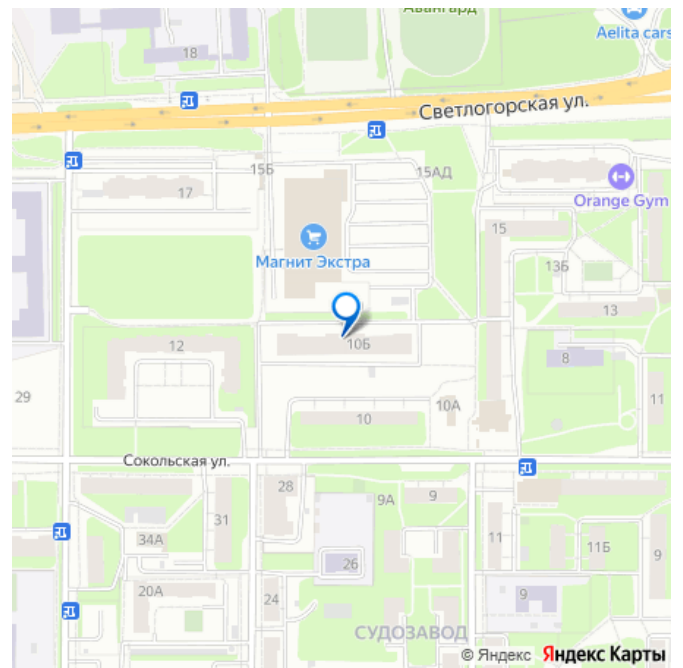 Авангард
Aelita cars
18
Светлогорская ул.
15Б
15АД
17
Orange Gym
15
Магнит Экстра
13Б
13
10Б
12
8
29
11
10А
10
Сокольская ул.
28
9А
9
31
11
11Б
9
34А
26
20А
24
9
СУДОЗАВОД
© Яндекс Яндекс Карты